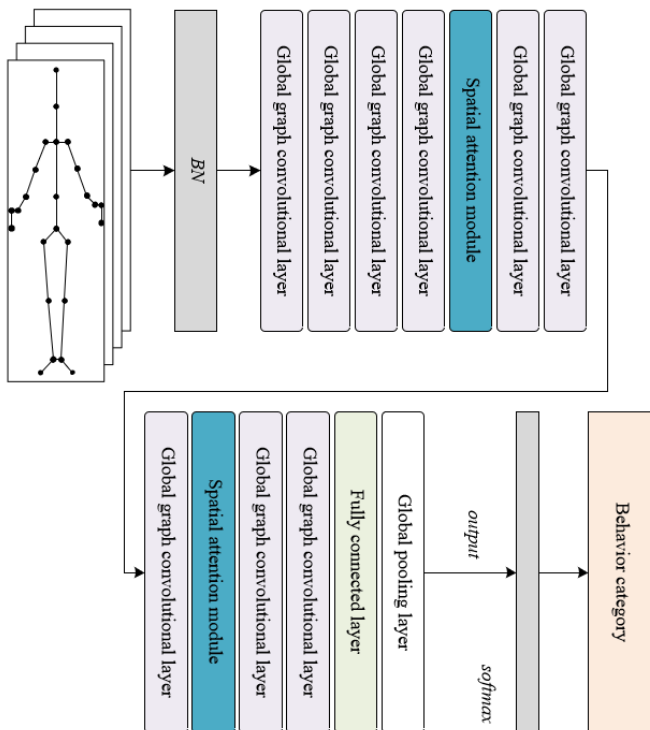 BN
Global graph convolutional layer
Global graph convolutional layer
Global graph convolutional layer
Global graph convolutional layer
Spatial attention module
Global graph convolutional layer
Global graph convolutional layer
Global graph convolutional layer
Spatial attention module
Global graph convolutional layer
Global graph convolutional layer
Fully connected layer
Global pooling layer
output
softmax
Behavior category